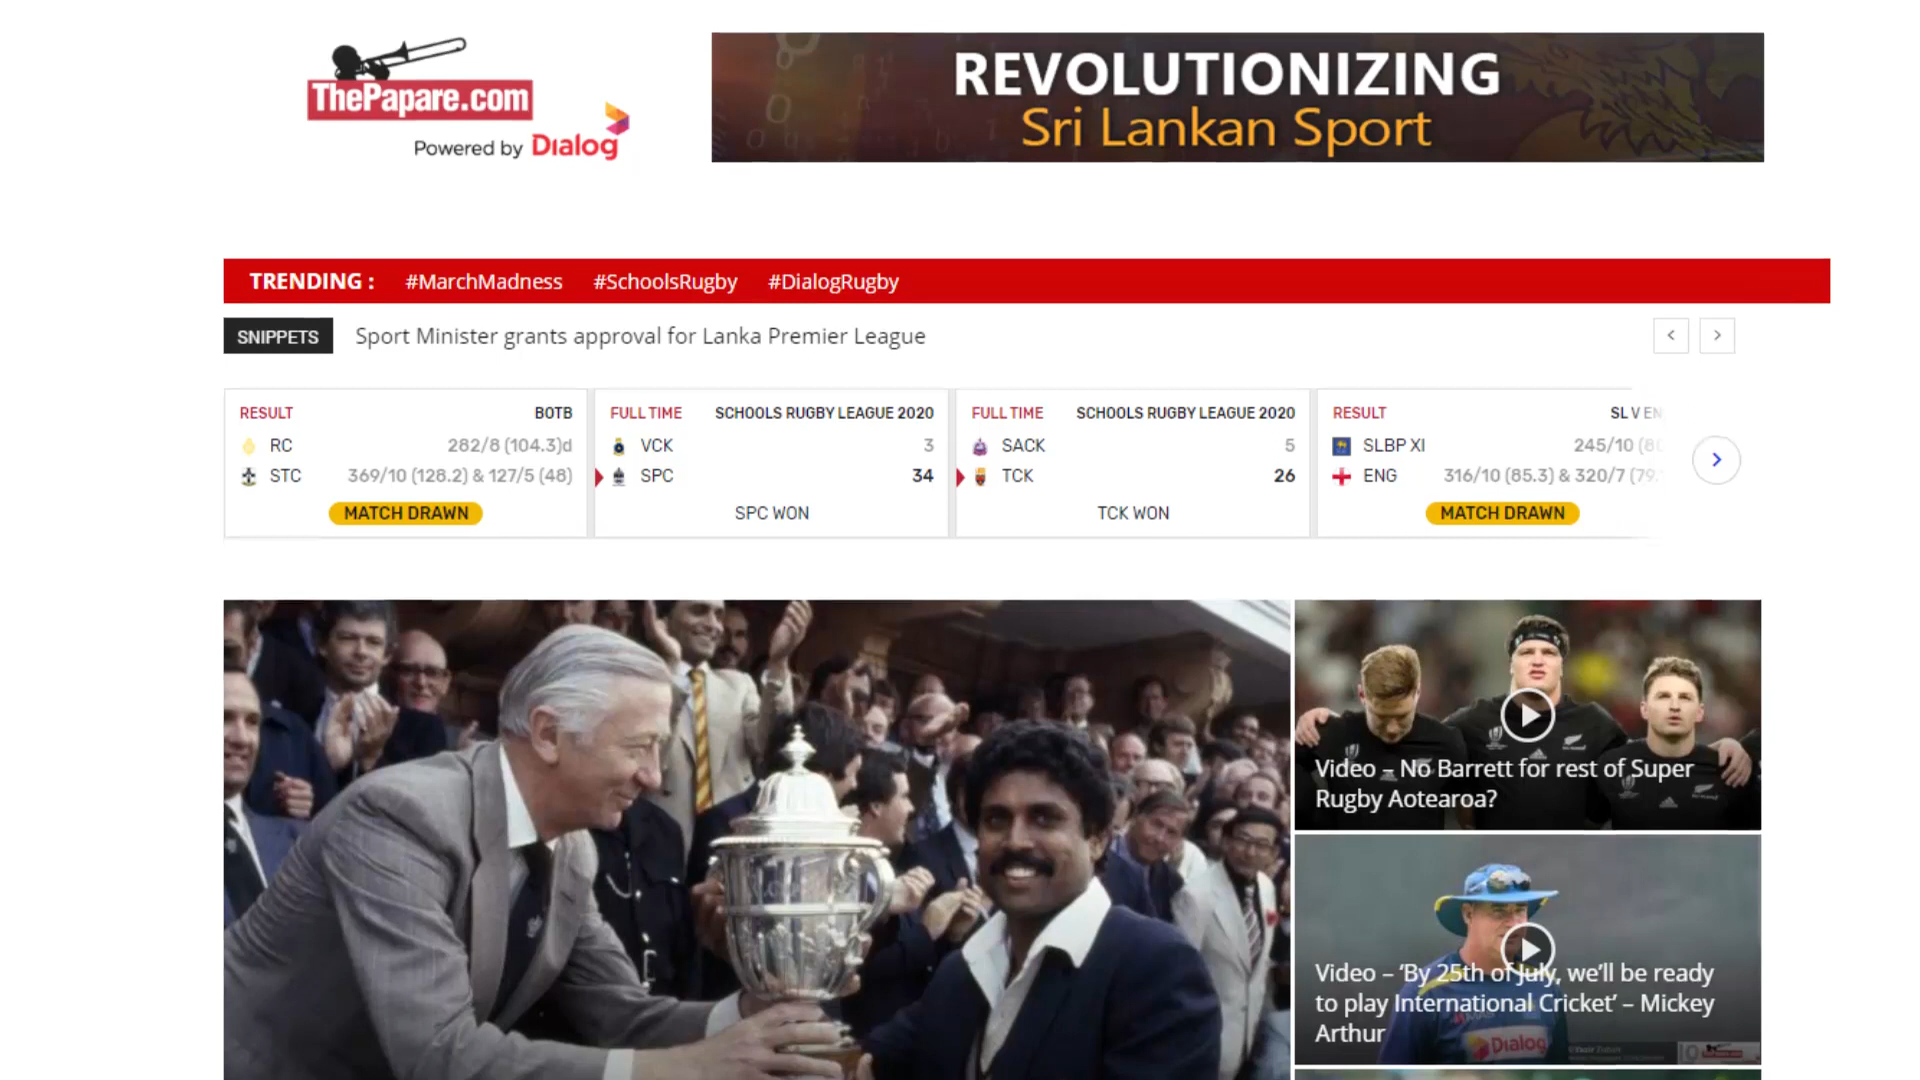 ThePapare.com
Powered by Dialog
REVOLUTIONIZING
Sri Lankan Sport
TRENDING : #MarchMadness #SchoolsRugby #DialogRugby
SNIPPETS Sport Minister grants approval for Lanka Premier League
RESULT BOTB
RC 282/8 (104.3)d
STC 369/10 (128.2) & 127/5 (48)
MATCH DRAWN
FULL TIME SCHOOLS RUGBY LEAGUE 2020
VCK 3
SPC 34
SPC WON
FULL TIME SCHOOLS RUGBY LEAGUE 2020
SACK 5
TCK 26
TCK WON
RESULT SL V EN
SLBP XI 245/10 (8
ENG 316/10 (85.3) & 320/7 (79.
MATCH DRAWN
Video – No Barrett for rest of Super
Rugby Aotearoa?
Video – ‘By 25th of July, we’ll be ready
to play International Cricket’ – Mickey
Arthur
Dialog